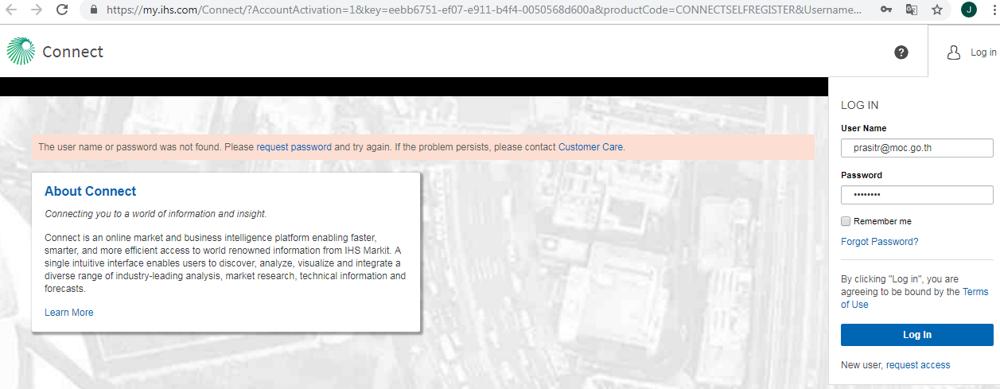 https://my.ihs.com/Connect/?AccountActivation=1&key=eebb6751-ef07-e911-b4f4-0050568d600a&productCode=CONNECTSELFREGISTER&Username...
J
Connect
?
Log in
LOG IN
User Name
prasitr@moc.go.th
Password
••••••••
Remember me
Forgot Password?
By clicking "Log in", you are
agreeing to be bound by the Terms
of Use
Log In
New user, request access
The user name or password was not found. Please request password and try again. If the problem persists, please contact Customer Care.
About Connect
Connecting you to a world of information and insight.
Connect is an online market and business intelligence platform enabling faster,
smarter, and more efficient access to world renowned information from IHS Markit. A
single intuitive interface enables users to discover, analyze, visualize and integrate a
diverse range of industry-leading analysis, market research, technical information and
forecasts.
Learn More